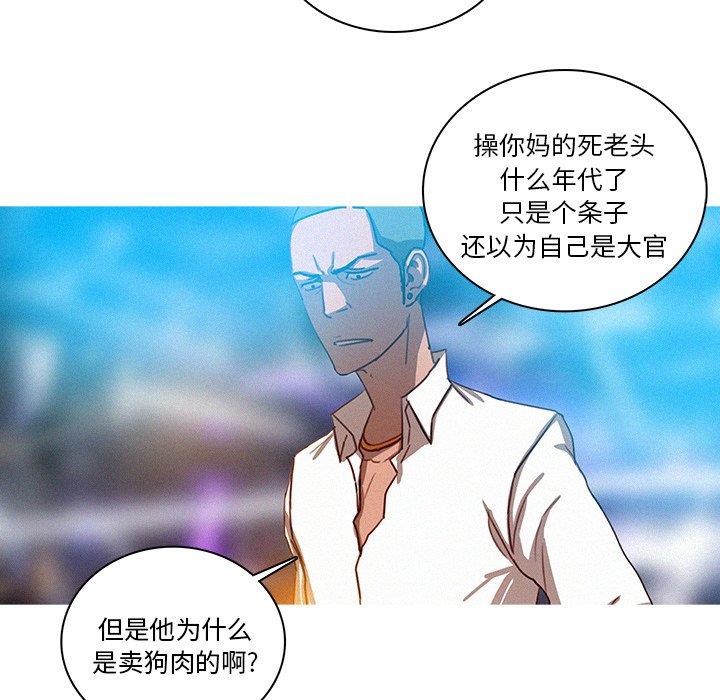 操你妈的死老头
什么年代了
只是个条子
还以为自己是大官
但是他为什么
是卖狗肉的啊?